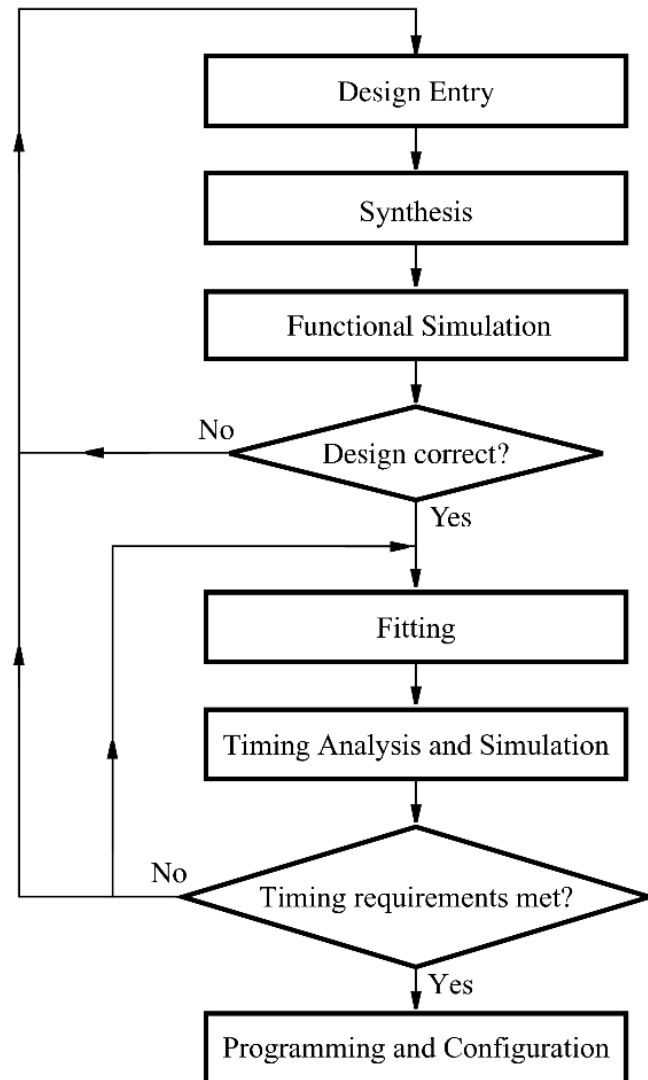 Design Entry
Synthesis
Functional Simulation
No
Design correct?
Yes
Fitting
Timing Analysis and Simulation
No
Timing requirements met?
Yes
Programming and Configuration